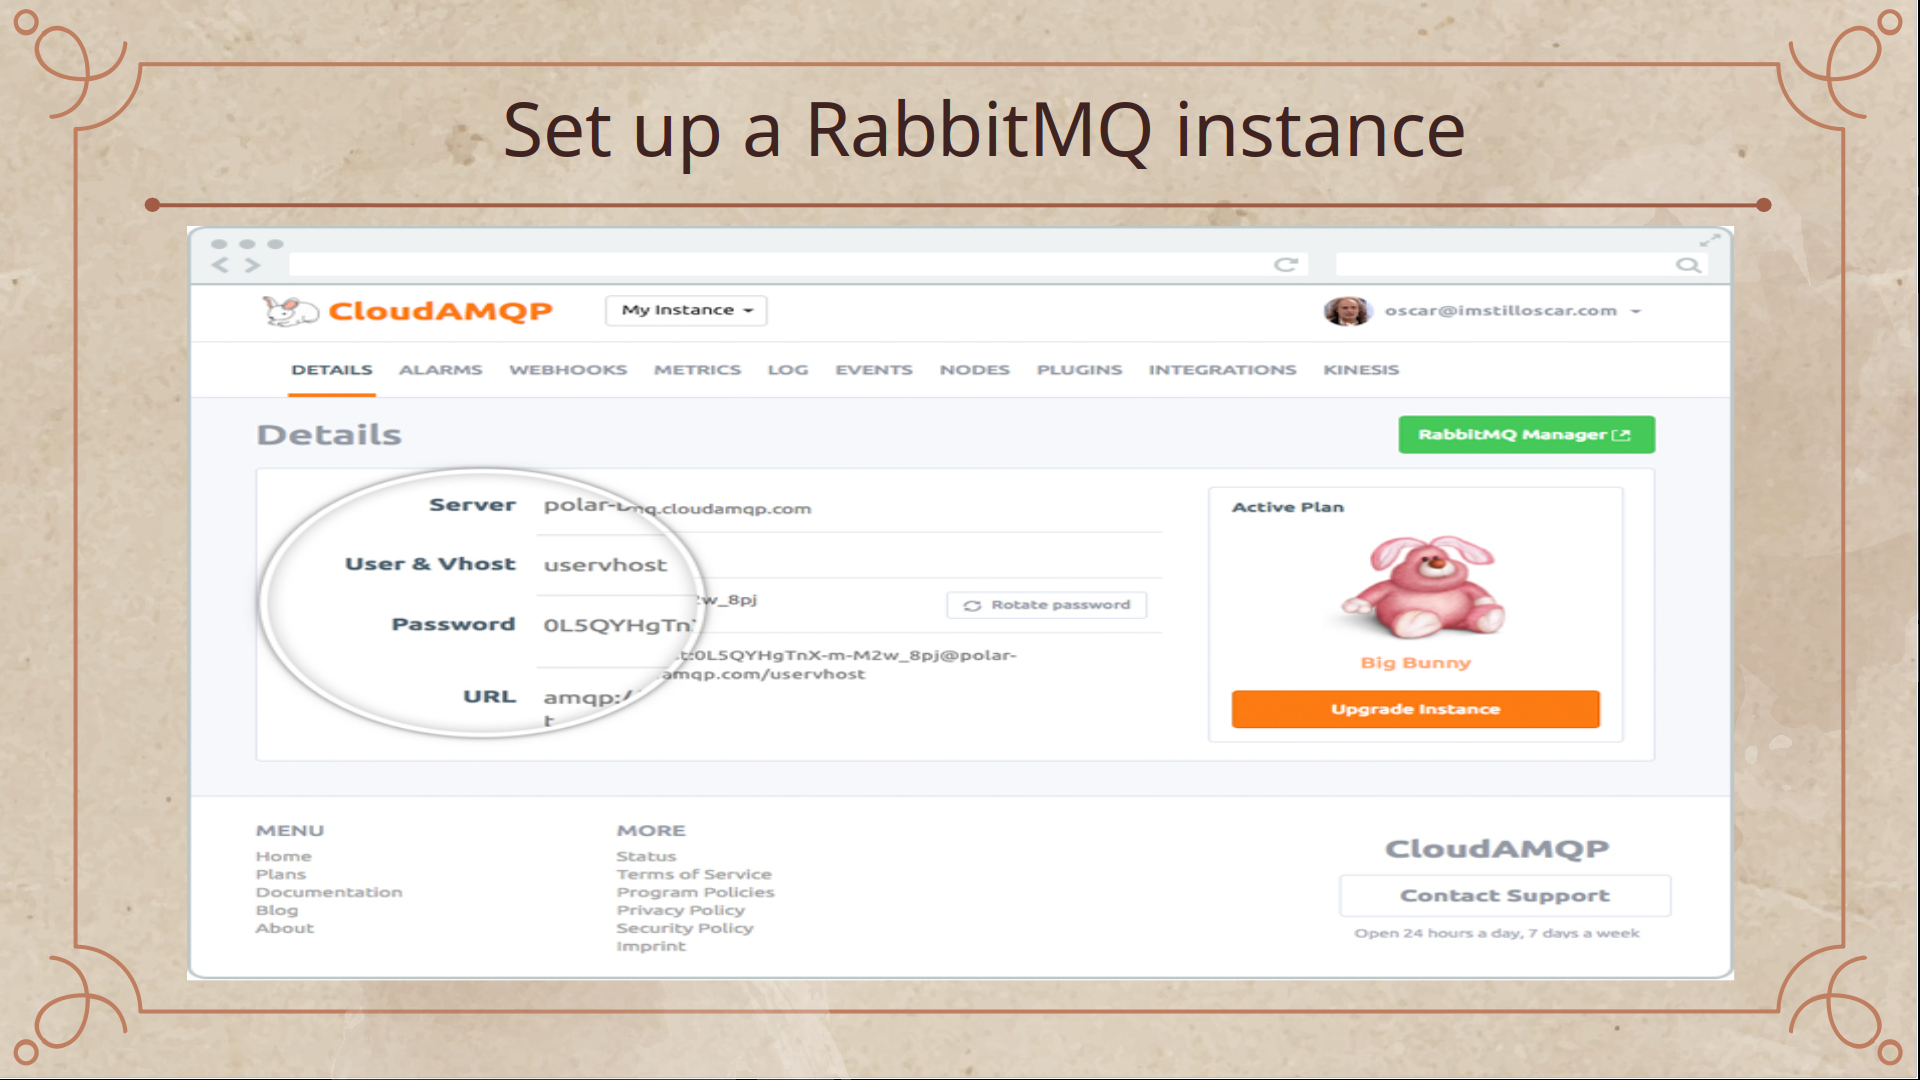 Set up a RabbitMQ instance
CloudAMQP
My Instance
oscar@imstilloscar.com
DETAILS ALARMS WEBHOOKS METRICS LOG EVENTS NODES PLUGINS INTEGRATIONS KINESIS
Details
RabbitMQ Manager
Server polar- .cloudamqp.com
User & Vhost uservhost
Password 0L5QYHgTn w_8pj
Rotate password
URL amqp:/ :0L5QYHgTnX-m-M2w_8pj@polar-
t amqp.com/uservhost
Active Plan
Big Bunny
Upgrade Instance
MENU
Home
Plans
Documentation
Blog
About
MORE
Status
Terms of Service
Program Policies
Privacy Policy
Security Policy
Imprint
CloudAMQP
Contact Support
Open 24 hours a day, 7 days a week